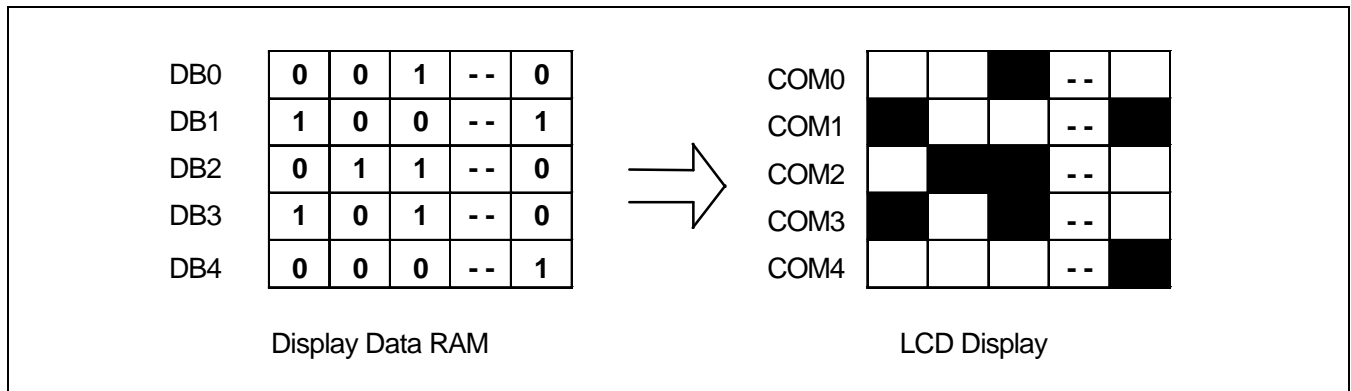 DB0 0 0 1 - - 0
DB1 1 0 0 - - 1
DB2 0 1 1 - - 0
DB3 1 0 1 - - 0
DB4 0 0 0 - - 1
Display Data RAM
COM0 - -
COM1 - -
COM2 - -
COM3 - -
COM4 - -
LCD Display